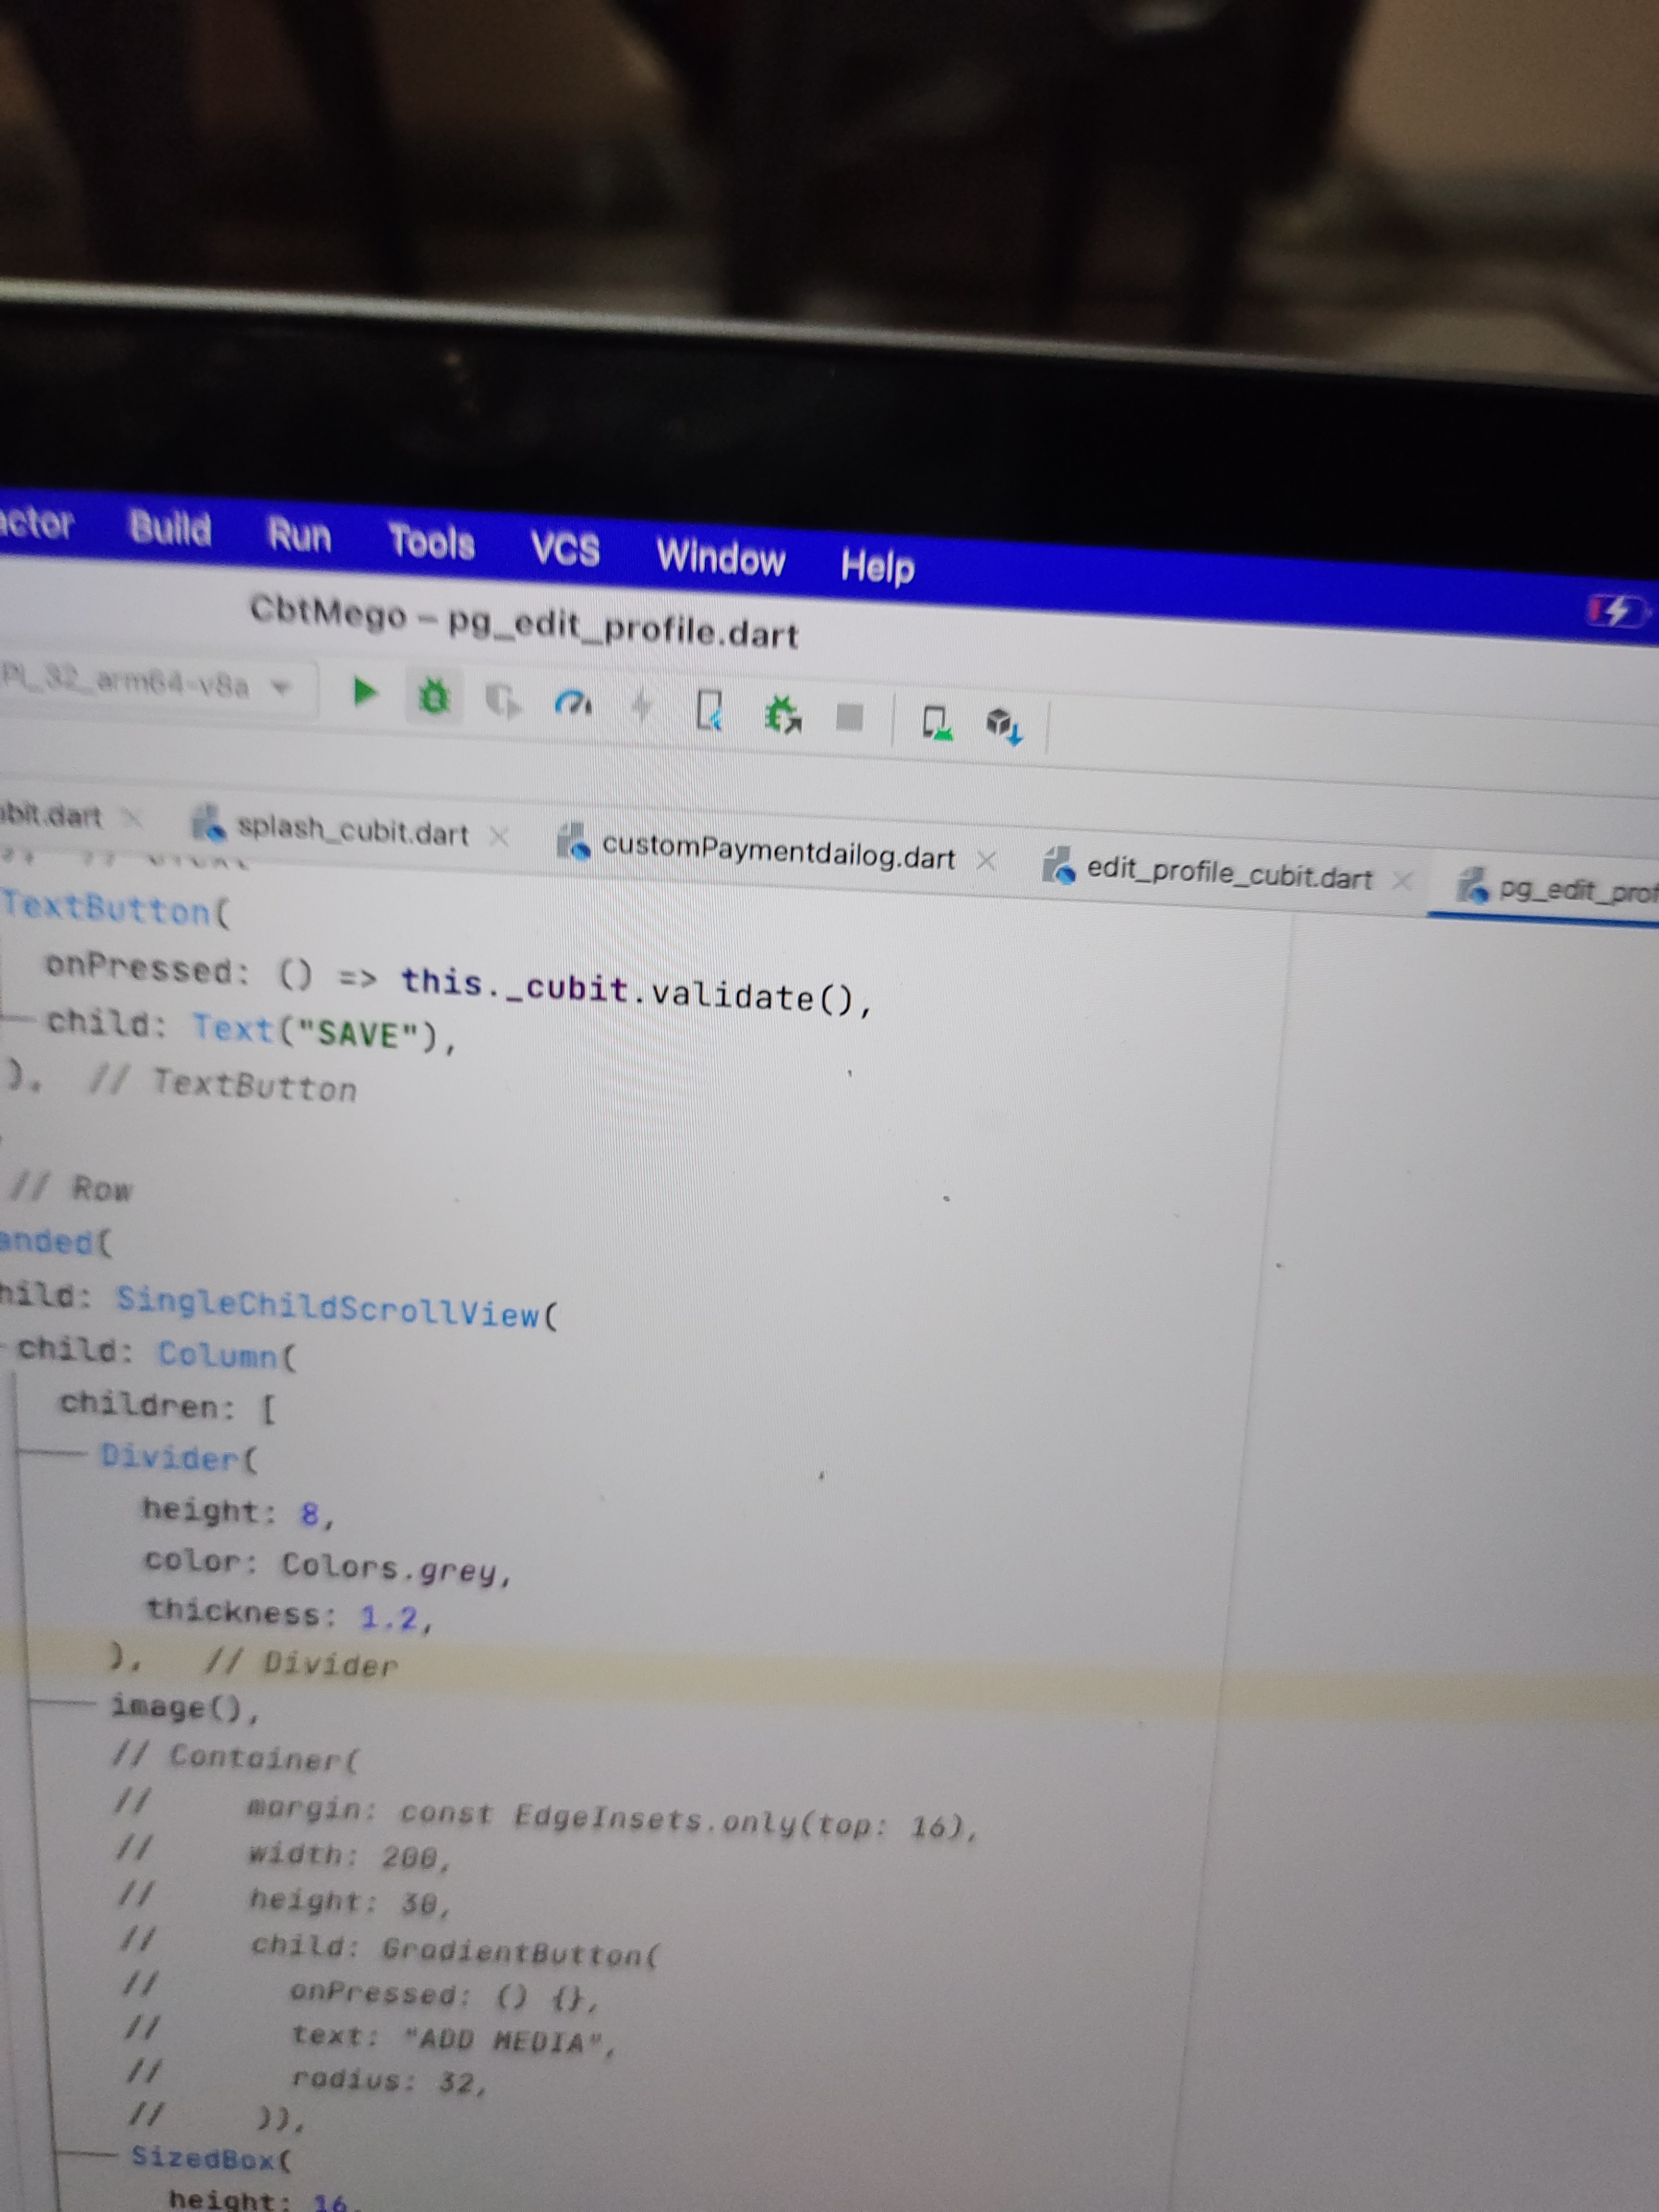 actor Build Run Tools VCS Window Help
CbtMego – pg_edit_profile.dart
PI_32_arm64-v8a
bit.dart splash_cubit.dart customPaymentdailog.dart edit_profile_cubit.dart pg_edit_prof
TextButton(
onPressed: () => this._cubit.validate(),
child: Text("SAVE"),
), // TextButton
// Row
anded(
hild: SingleChildScrollView(
child: Column(
children: [
Divider(
height: 8,
color: Colors.grey,
thickness: 1.2,
), // Divider
image(),
// Container(
// margin: const EdgeInsets.only(top: 16),
// width: 200,
// height: 30,
// child: GradientButton(
// onPressed: () {},
// text: "ADD MEDIA",
// radius: 32,
// )),
SizedBox(
height: 16,